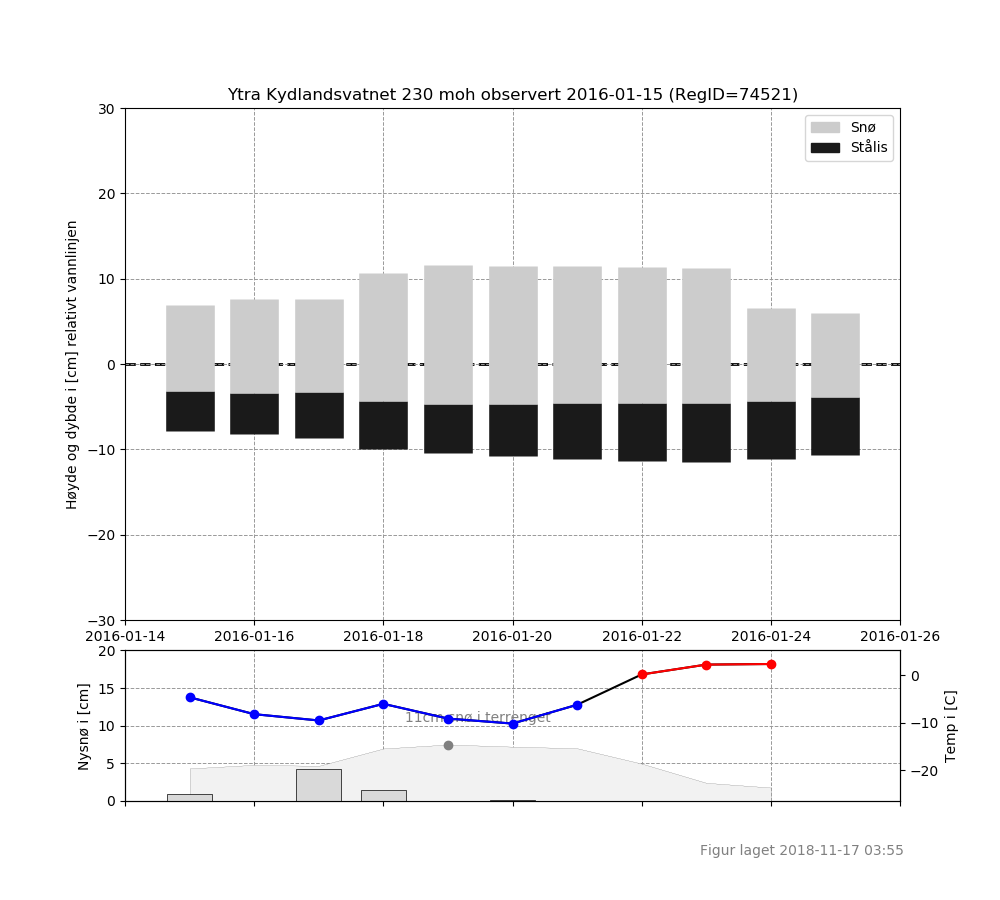 Ytra Kydlandsvatnet 230 moh observert 2016-01-15 (RegID=74521)
Snø
Stålis
Høyde og dybde i [cm] relativt vannlinjen
30
20
10
0
−10
−20
−30
2016-01-14 2016-01-16 2016-01-18 2016-01-20 2016-01-22 2016-01-24 2016-01-26
Nysnø i [cm]
20
15
10
5
0
11cm snø i terrenget
0
−10
−20
Temp i [C]
Figur laget 2018-11-17 03:55